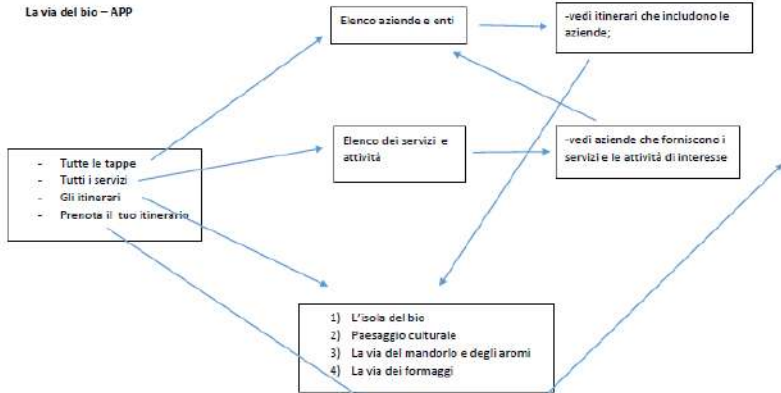 La via del bio – APP
Elenco aziende e enti
-vedi itinerari che includono le
aziende;
Elenco dei servizi e
attività
-vedi aziende che forniscono i
servizi e le attività di interesse
- Tutte le tappe
- Tutti i servizi
- Gli itinerari
- Prenota il tuo itinerario
1) L'isola del bio
2) Paesaggio culturale
3) La via del mandorlo e degli aromi
4) La via dei formaggi